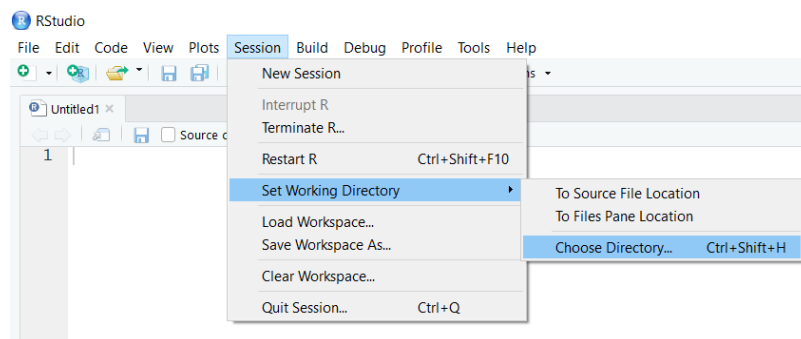 RStudio
File Edit Code View Plots Session Build Debug Profile Tools Help
New Session
Untitled1
Interrupt R
Terminate R...
Source
1
Restart R Ctrl+Shift+F10
Set Working Directory
To Source File Location
To Files Pane Location
Load Workspace...
Save Workspace As...
Choose Directory... Ctrl+Shift+H
Clear Workspace...
Quit Session... Ctrl+Q